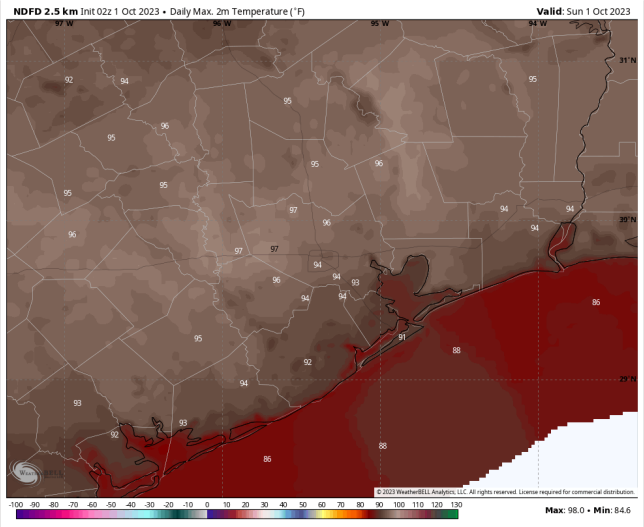 NDFD 2.5 km Init 02z 1 Oct 2023 • Daily Max. 2m Temperature (°F)
Valid: Sun 1 Oct 2023
97°W 96°W 95°W 94°W
31°N
92 94 95 95
96
95
95 96
95
95
97 94 94 30°N
96 94
96
97 97
94
96 94 93
94 94
86
95 91
88
92
94 29°N
93
93
92
88
86
WeatherBELL
© 2023 WeatherBELL Analytics, LLC. All rights reserved. License required for commercial distribution.
-100 -90 -80 -70 -60 -50 -40 -30 -20 -10 0 10 20 30 40 50 60 70 80 90 100 110 120 130
Max: 98.0 • Min: 84.6